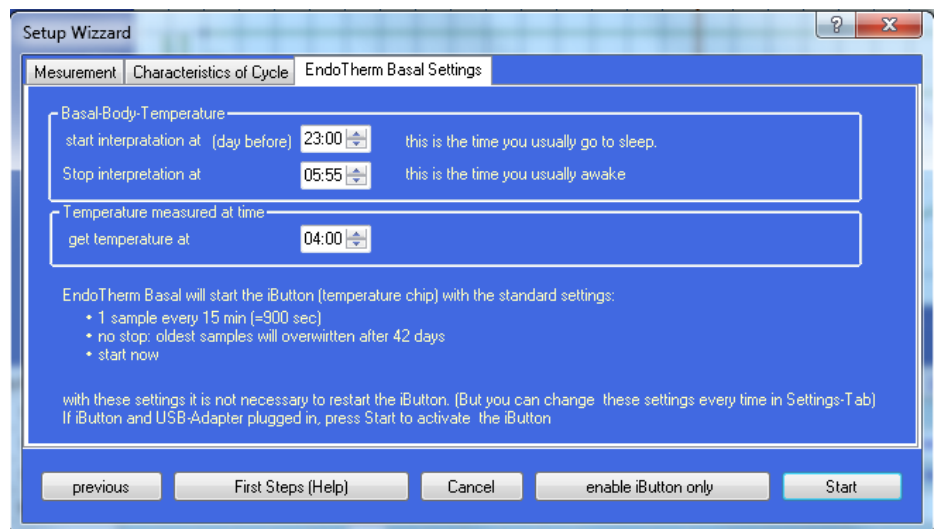 Setup Wizzard
Mesurement Characteristics of Cycle EndoTherm Basal Settings
Basal-Body-Temperature
start interpratation at (day before) 23:00 this is the time you usually go to sleep.
Stop interpretation at 05:55 this is the time you usually awake
Temperature measured at time
get temperature at 04:00
EndoTherm Basal will start the iButton (temperature chip) with the standard settings:
• 1 sample every 15 min (=900 sec)
• no stop: oldest samples will overwirtten after 42 days
• start now
with these settings it is not necessary to restart the iButton. (But you can change these settings every time in Settings-Tab)
If iButton and USB-Adapter plugged in, press Start to activate the iButton
previous First Steps (Help) Cancel enable iButton only Start